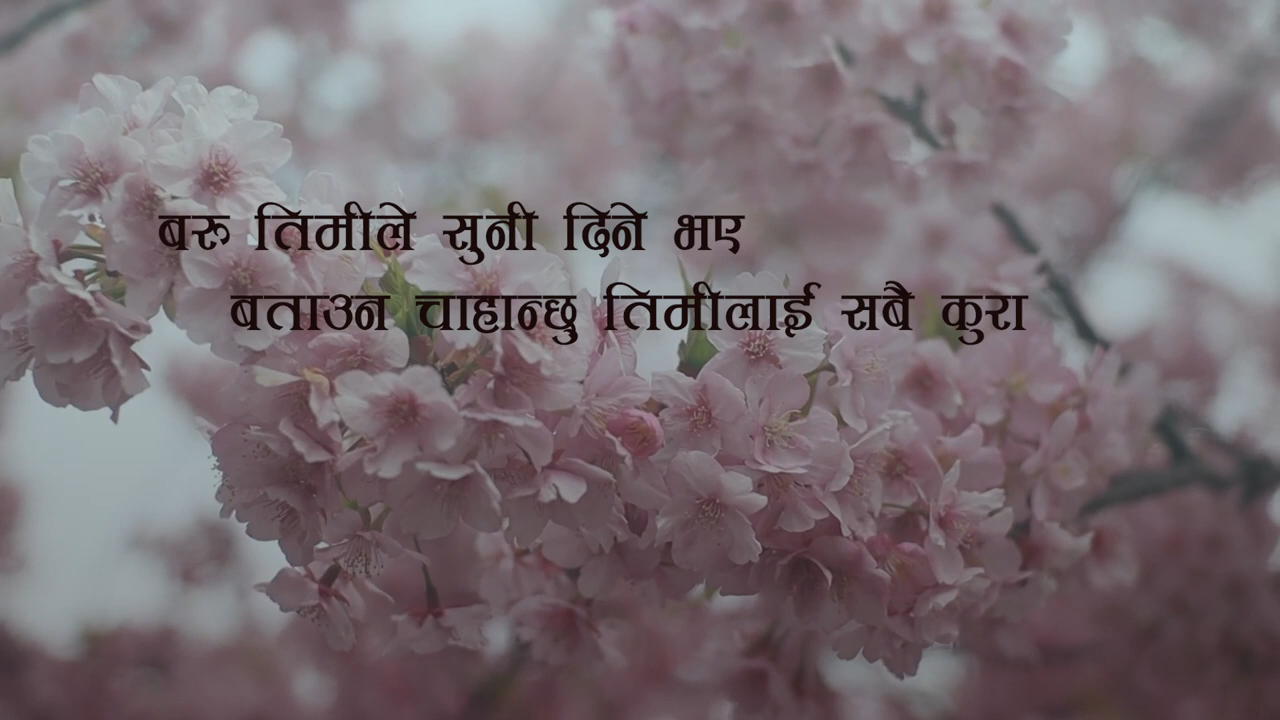 बरु तिमीले सुनी दिने भए
बताउन चाहान्छु तिमीलाई सबै कुरा